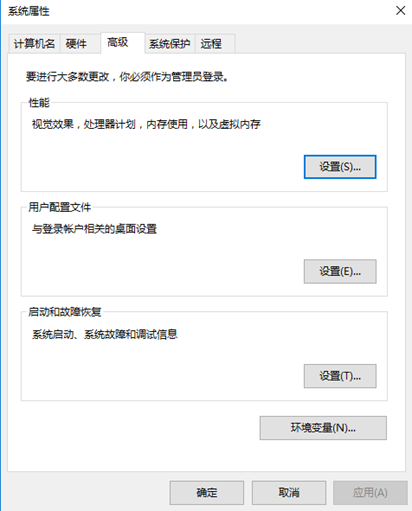 系统属性
计算机名 硬件 高级 系统保护 远程
要进行大多数更改，你必须作为管理员登录。
性能
视觉效果，处理器计划，内存使用，以及虚拟内存
设置(S)...
用户配置文件
与登录帐户相关的桌面设置
设置(E)...
启动和故障恢复
系统启动、系统故障和调试信息
设置(T)...
环境变量(N)...
确定 取消 应用(A)